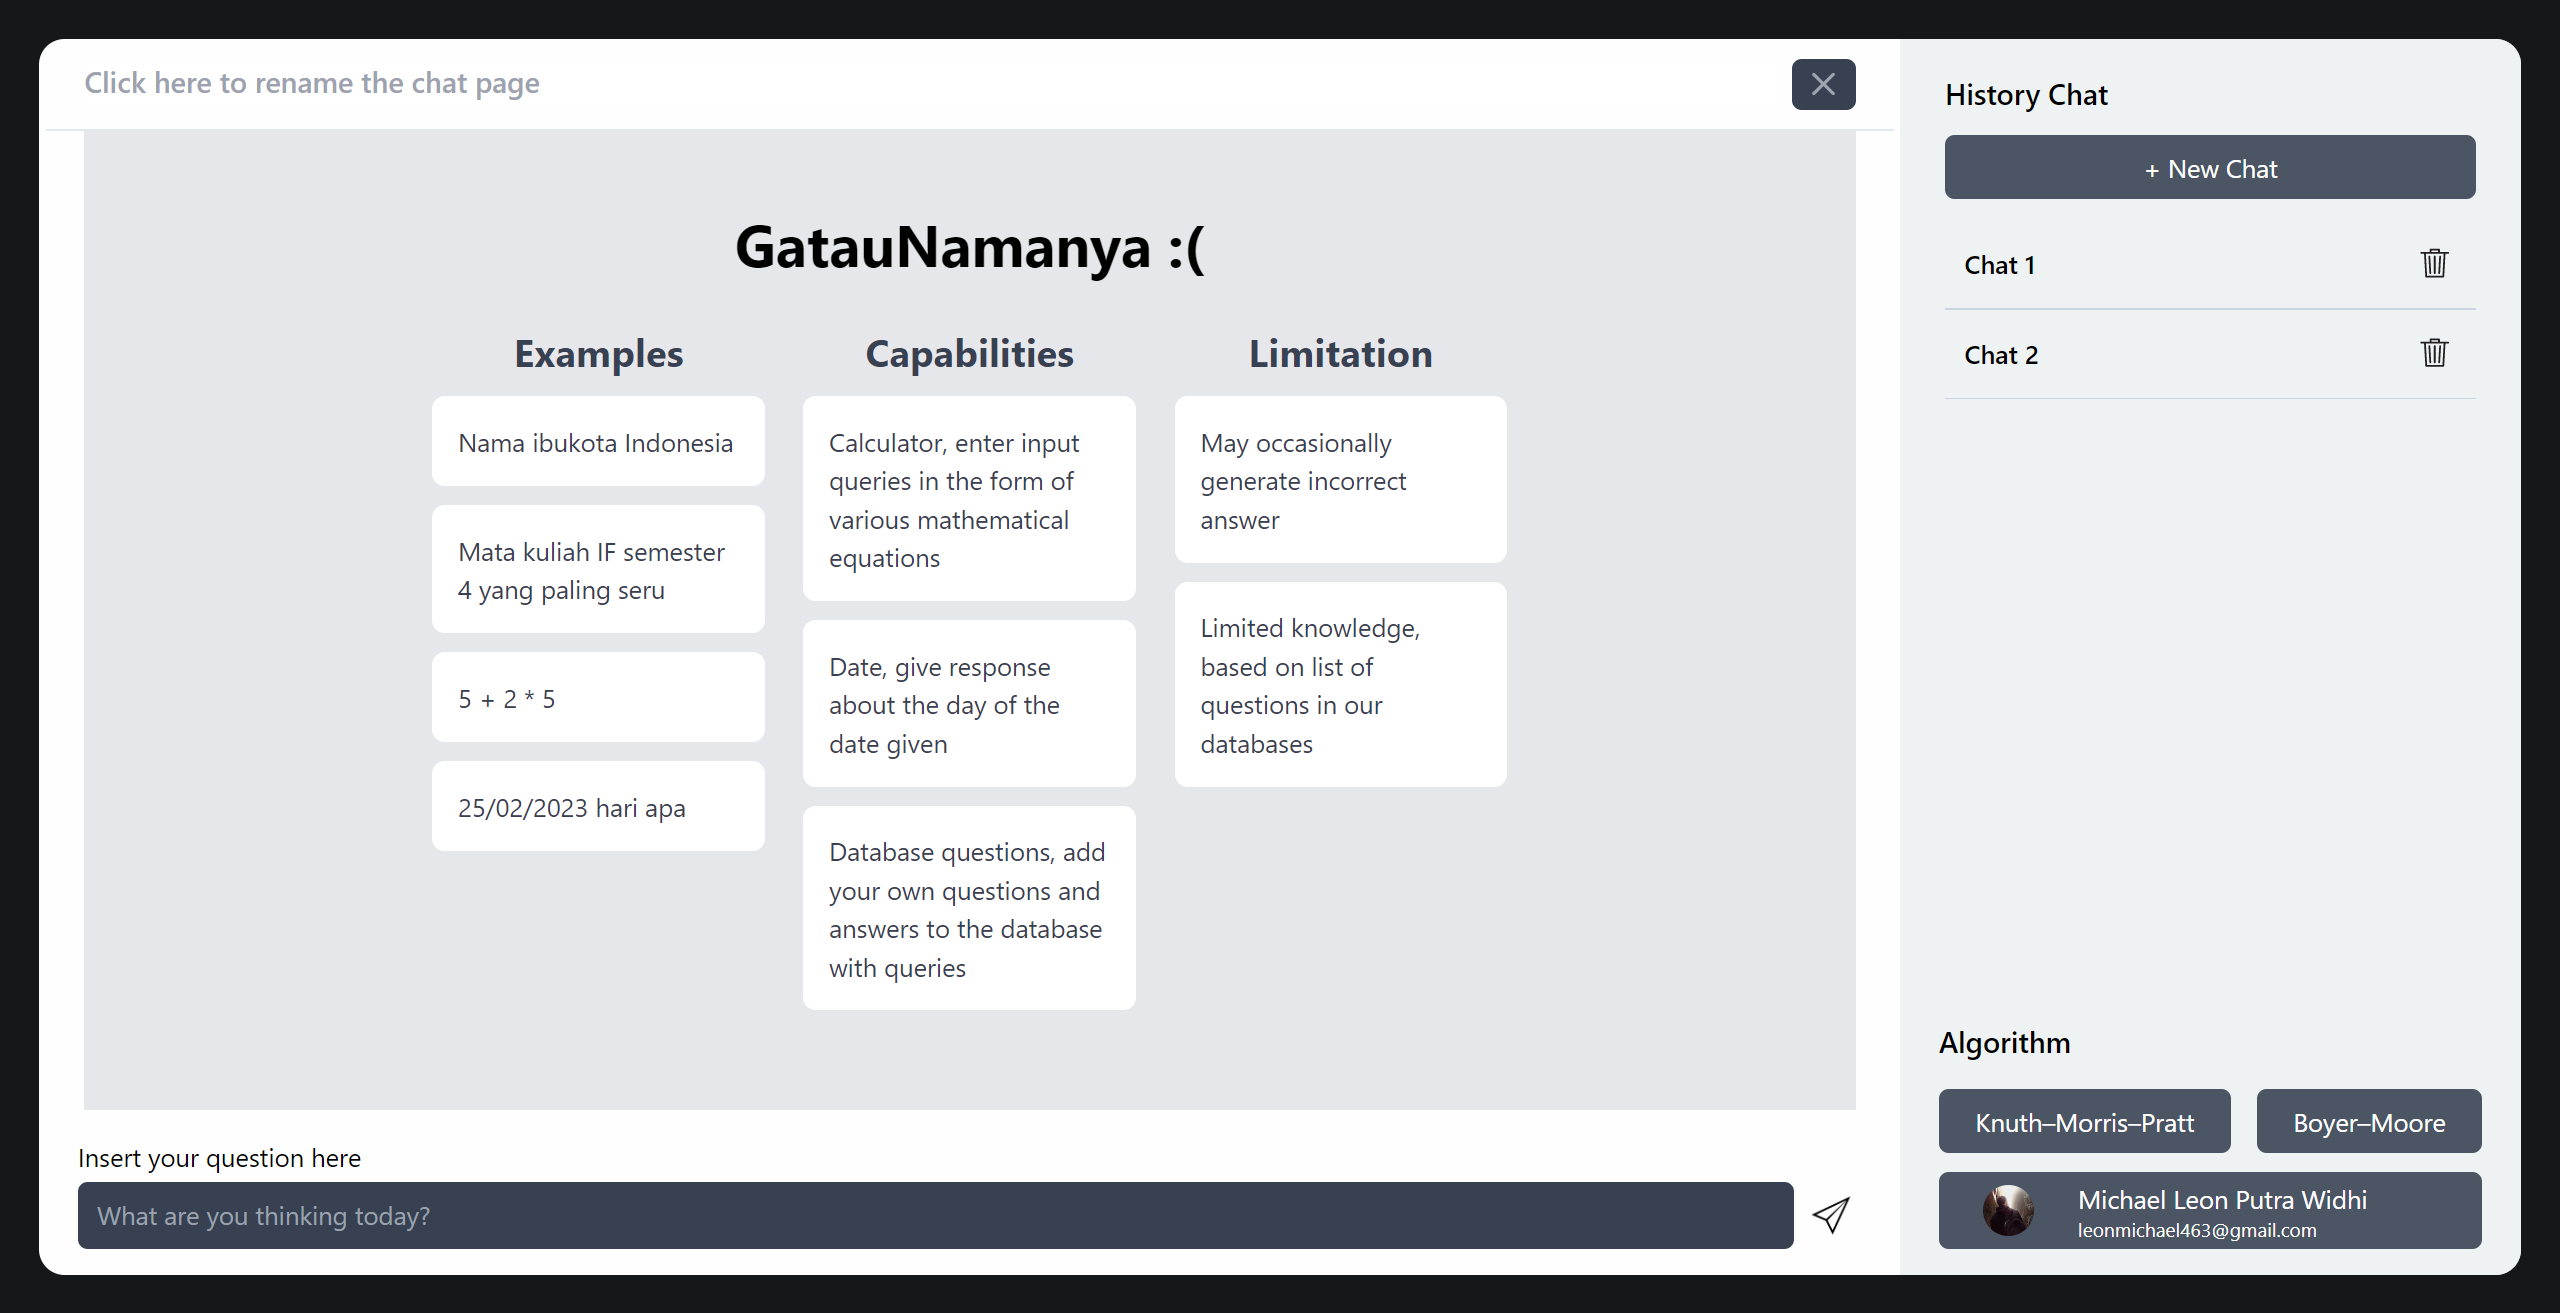 Click here to rename the chat page
GatauNamanya :(
Examples
Nama ibukota Indonesia
Mata kuliah IF semester
4 yang paling seru
5 + 2 * 5
25/02/2023 hari apa
Capabilities
Calculator, enter input
queries in the form of
various mathematical
equations
Date, give response
about the day of the
date given
Database questions, add
your own questions and
answers to the database
with queries
Limitation
May occasionally
generate incorrect
answer
Limited knowledge,
based on list of
questions in our
databases
Insert your question here
What are you thinking today?
History Chat
+ New Chat
Chat 1
Chat 2
Algorithm
Knuth–Morris–Pratt
Boyer–Moore
Michael Leon Putra Widhi
leonmichael463@gmail.com